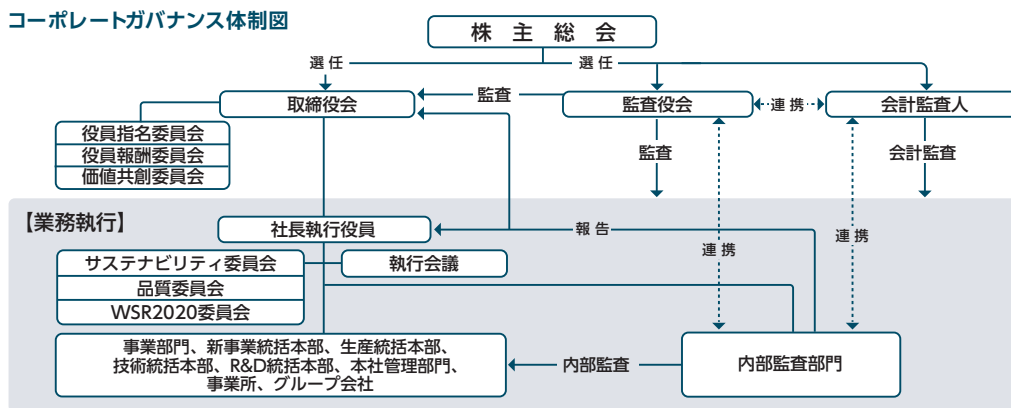 コーポレートガバナンス体制図
株主総会
選任
選任
取締役会
監査
監査役会
連携
会計監査人
役員指名委員会
役員報酬委員会
価値共創委員会
監査
会計監査
【業務執行】
社長執行役員
報告
連携
連携
サステナビリティ委員会
執行会議
品質委員会
WSR2020委員会
事業部門、新事業統括本部、生産統括本部、
技術統括本部、R&D統括本部、本社管理部門、
事業所、グループ会社
内部監査
内部監査部門